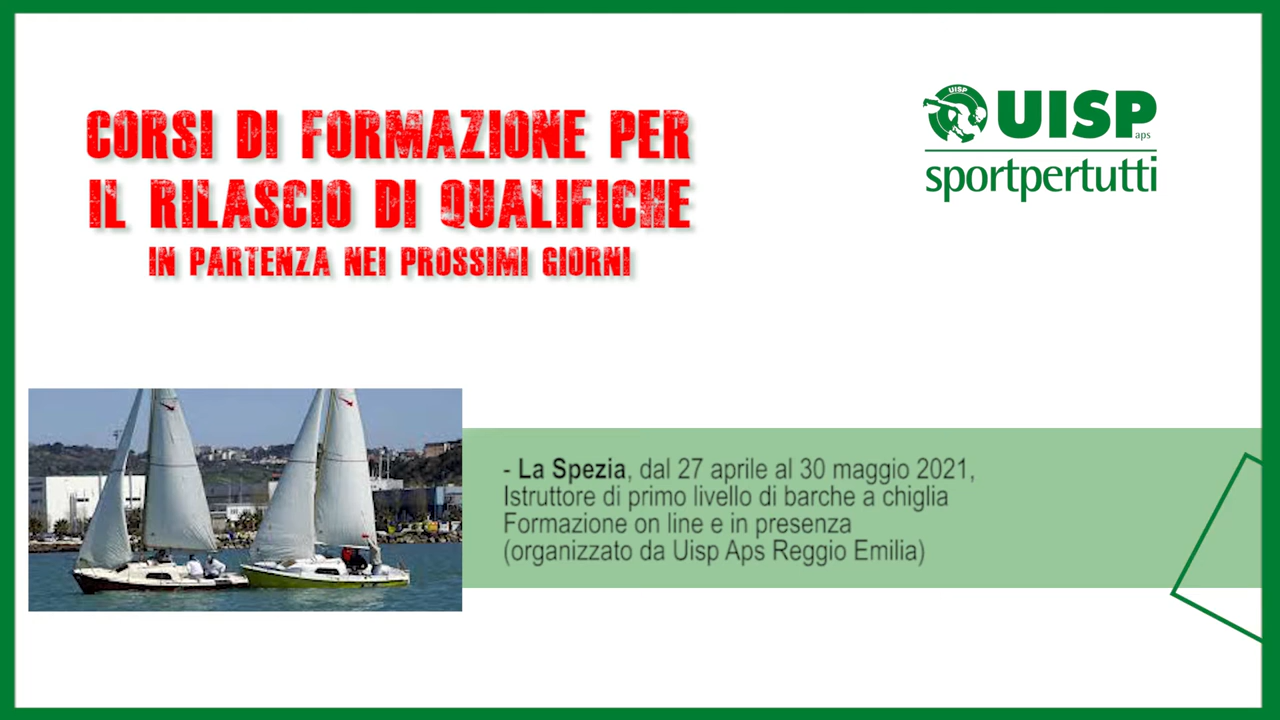 CORSI DI FORMAZIONE PER
IL RILASCIO DI QUALIFICHE
IN PARTENZA NEI PROSSIMI GIORNI
UISP
UISP
aps
sportpertutti
- La Spezia, dal 27 aprile al 30 maggio 2021,
Istruttore di primo livello di barche a chiglia
Formazione on line e in presenza
(organizzato da Uisp Aps Reggio Emilia)